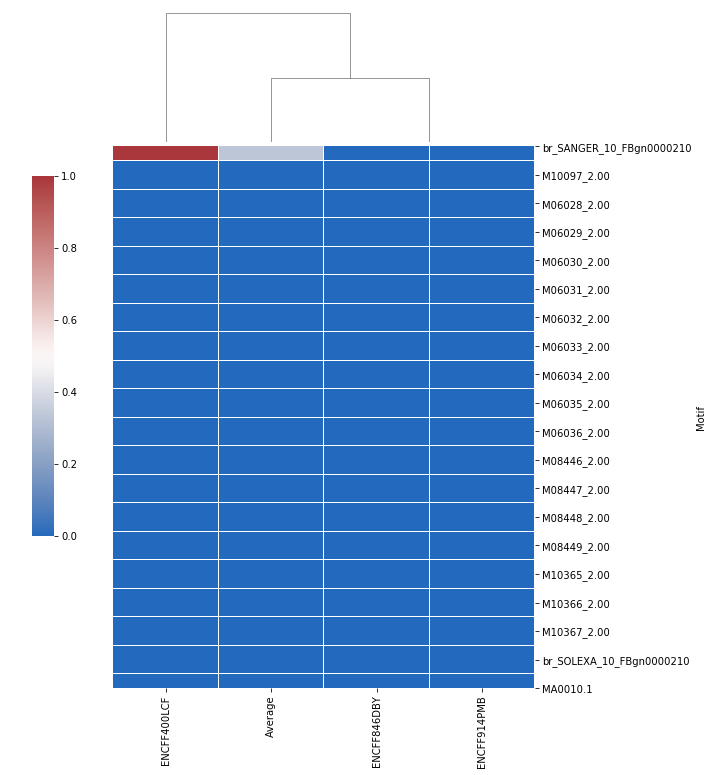 br_SANGER_10_FBgn0000210
M10097_2.00
M06028_2.00
M06029_2.00
M06030_2.00
M06031_2.00
M06032_2.00
M06033_2.00
M06034_2.00
M06035_2.00
M06036_2.00
M08446_2.00
M08447_2.00
M08448_2.00
M08449_2.00
M10365_2.00
M10366_2.00
M10367_2.00
br_SOLEXA_10_FBgn0000210
MA0010.1
Motif
1.0
0.8
0.6
0.4
0.2
0.0
ENCFF400LCF
Average
ENCFF846DBY
ENCFF914PMB